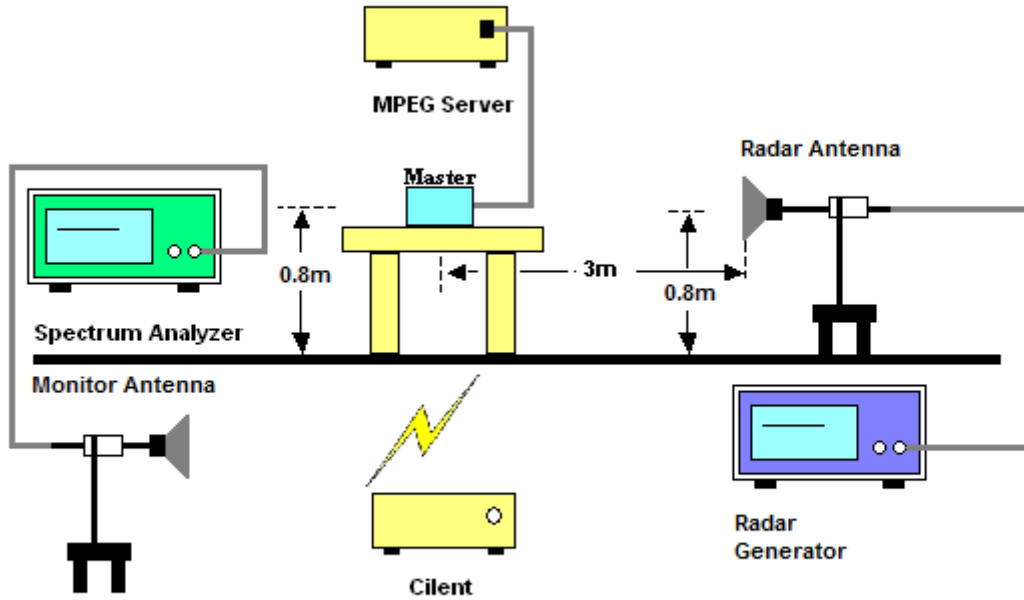 MPEG Server
Master
Radar Antenna
0.8m
3m
0.8m
Spectrum Analyzer
Monitor Antenna
Radar
Generator
Cilent